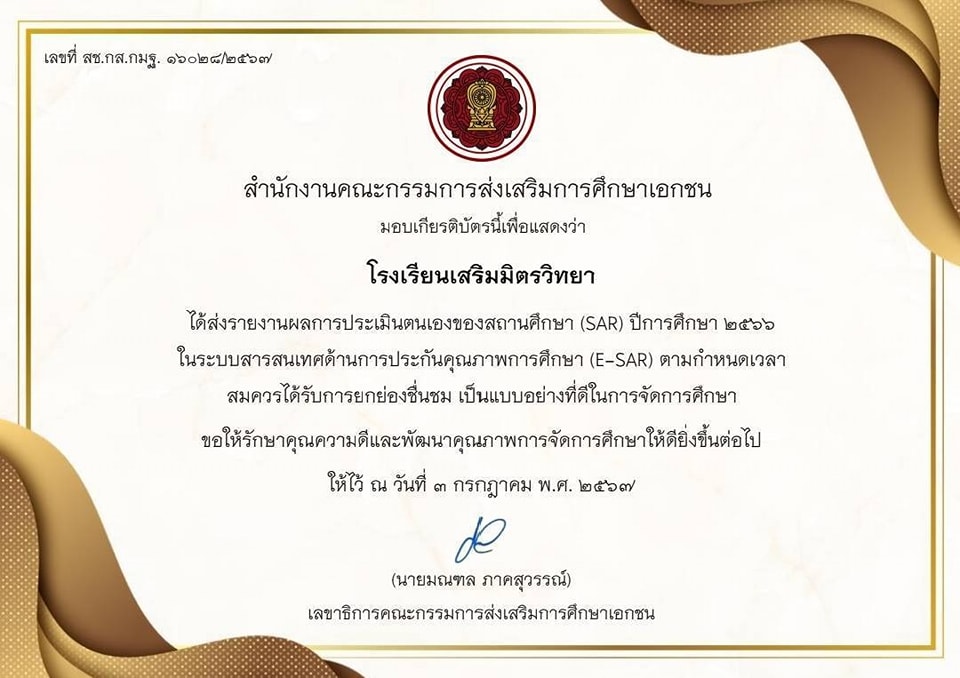 เลขที่ สช.กส.กมฐ. ๑๖๐๒๘/๒๕๖๗
สำนักงานคณะกรรมการส่งเสริมการศึกษาเอกชน
มอบเกียรติบัตรนี้เพื่อแสดงว่า
โรงเรียนเสริมมิตรวิทยา
ได้ส่งรายงานผลการประเมินตนเองของสถานศึกษา (SAR) ปีการศึกษา ๒๕๖๖
ในระบบสารสนเทศด้านการประกันคุณภาพการศึกษา (E-SAR) ตามกำหนดเวลา
สมควรได้รับการยกย่องชื่นชม เป็นแบบอย่างที่ดีในการจัดการศึกษา
ขอให้รักษาคุณความดีและพัฒนาคุณภาพการจัดการศึกษาให้ดียิ่งขึ้นต่อไป
ให้ไว้ ณ วันที่ ๓ กรกฎาคม พ.ศ. ๒๕๖๗
(นายมณฑล ภาคสุวรรณ์)
เลขาธิการคณะกรรมการส่งเสริมการศึกษาเอกชน